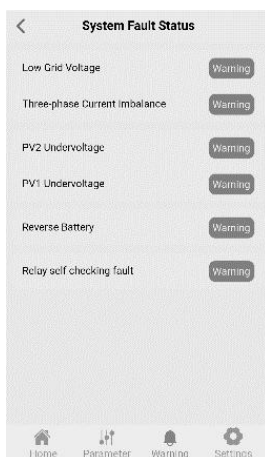 System Fault Status
Low Grid Voltage Warning
Three-phase Current Imbalance Warning
PV2 Undervoltage Warning
PV1 Undervoltage Warning
Reverse Battery Warning
Relay self checking fault Warning
Home Parameter Warning Settings